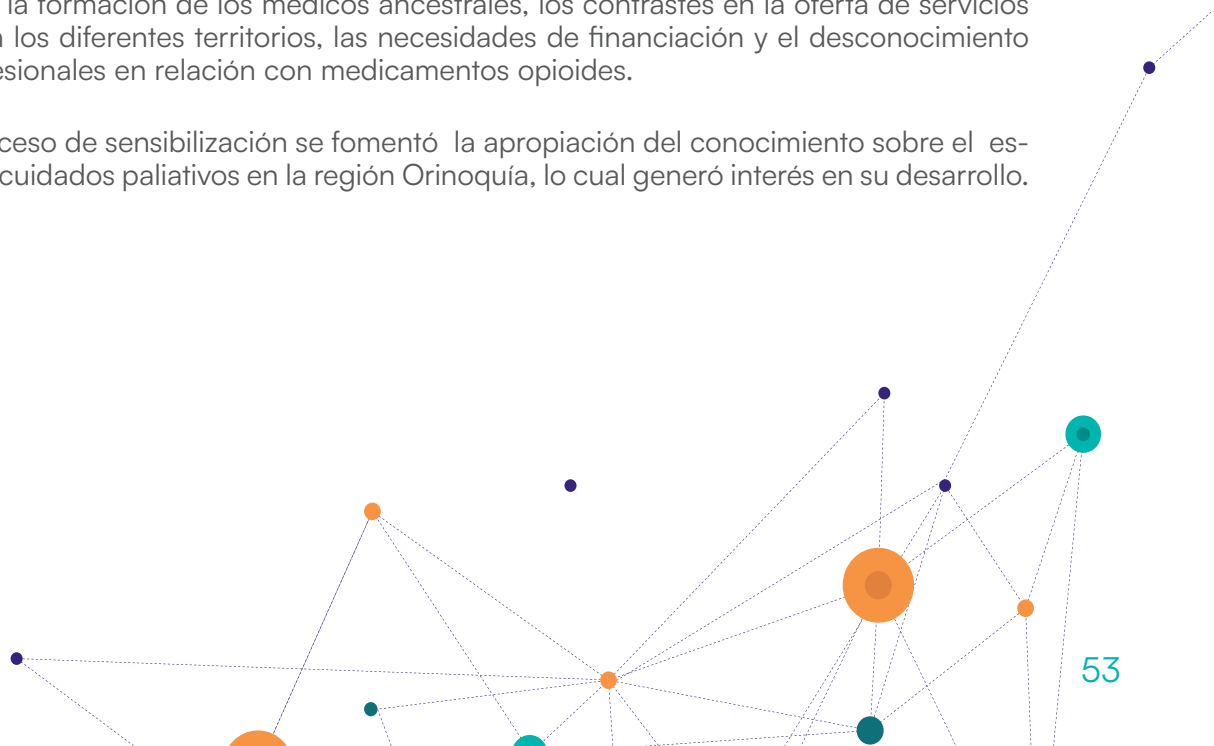 la formación de los médicos ancestrales, los contrastes en la oferta de servicios
los diferentes territorios, las necesidades de financiación y el desconocimiento
esionales en relación con medicamentos opioides.
ceso de sensibilización se fomentó la apropiación del conocimiento sobre el es-
cuidados paliativos en la región Orinoquía, lo cual generó interés en su desarrollo.
53